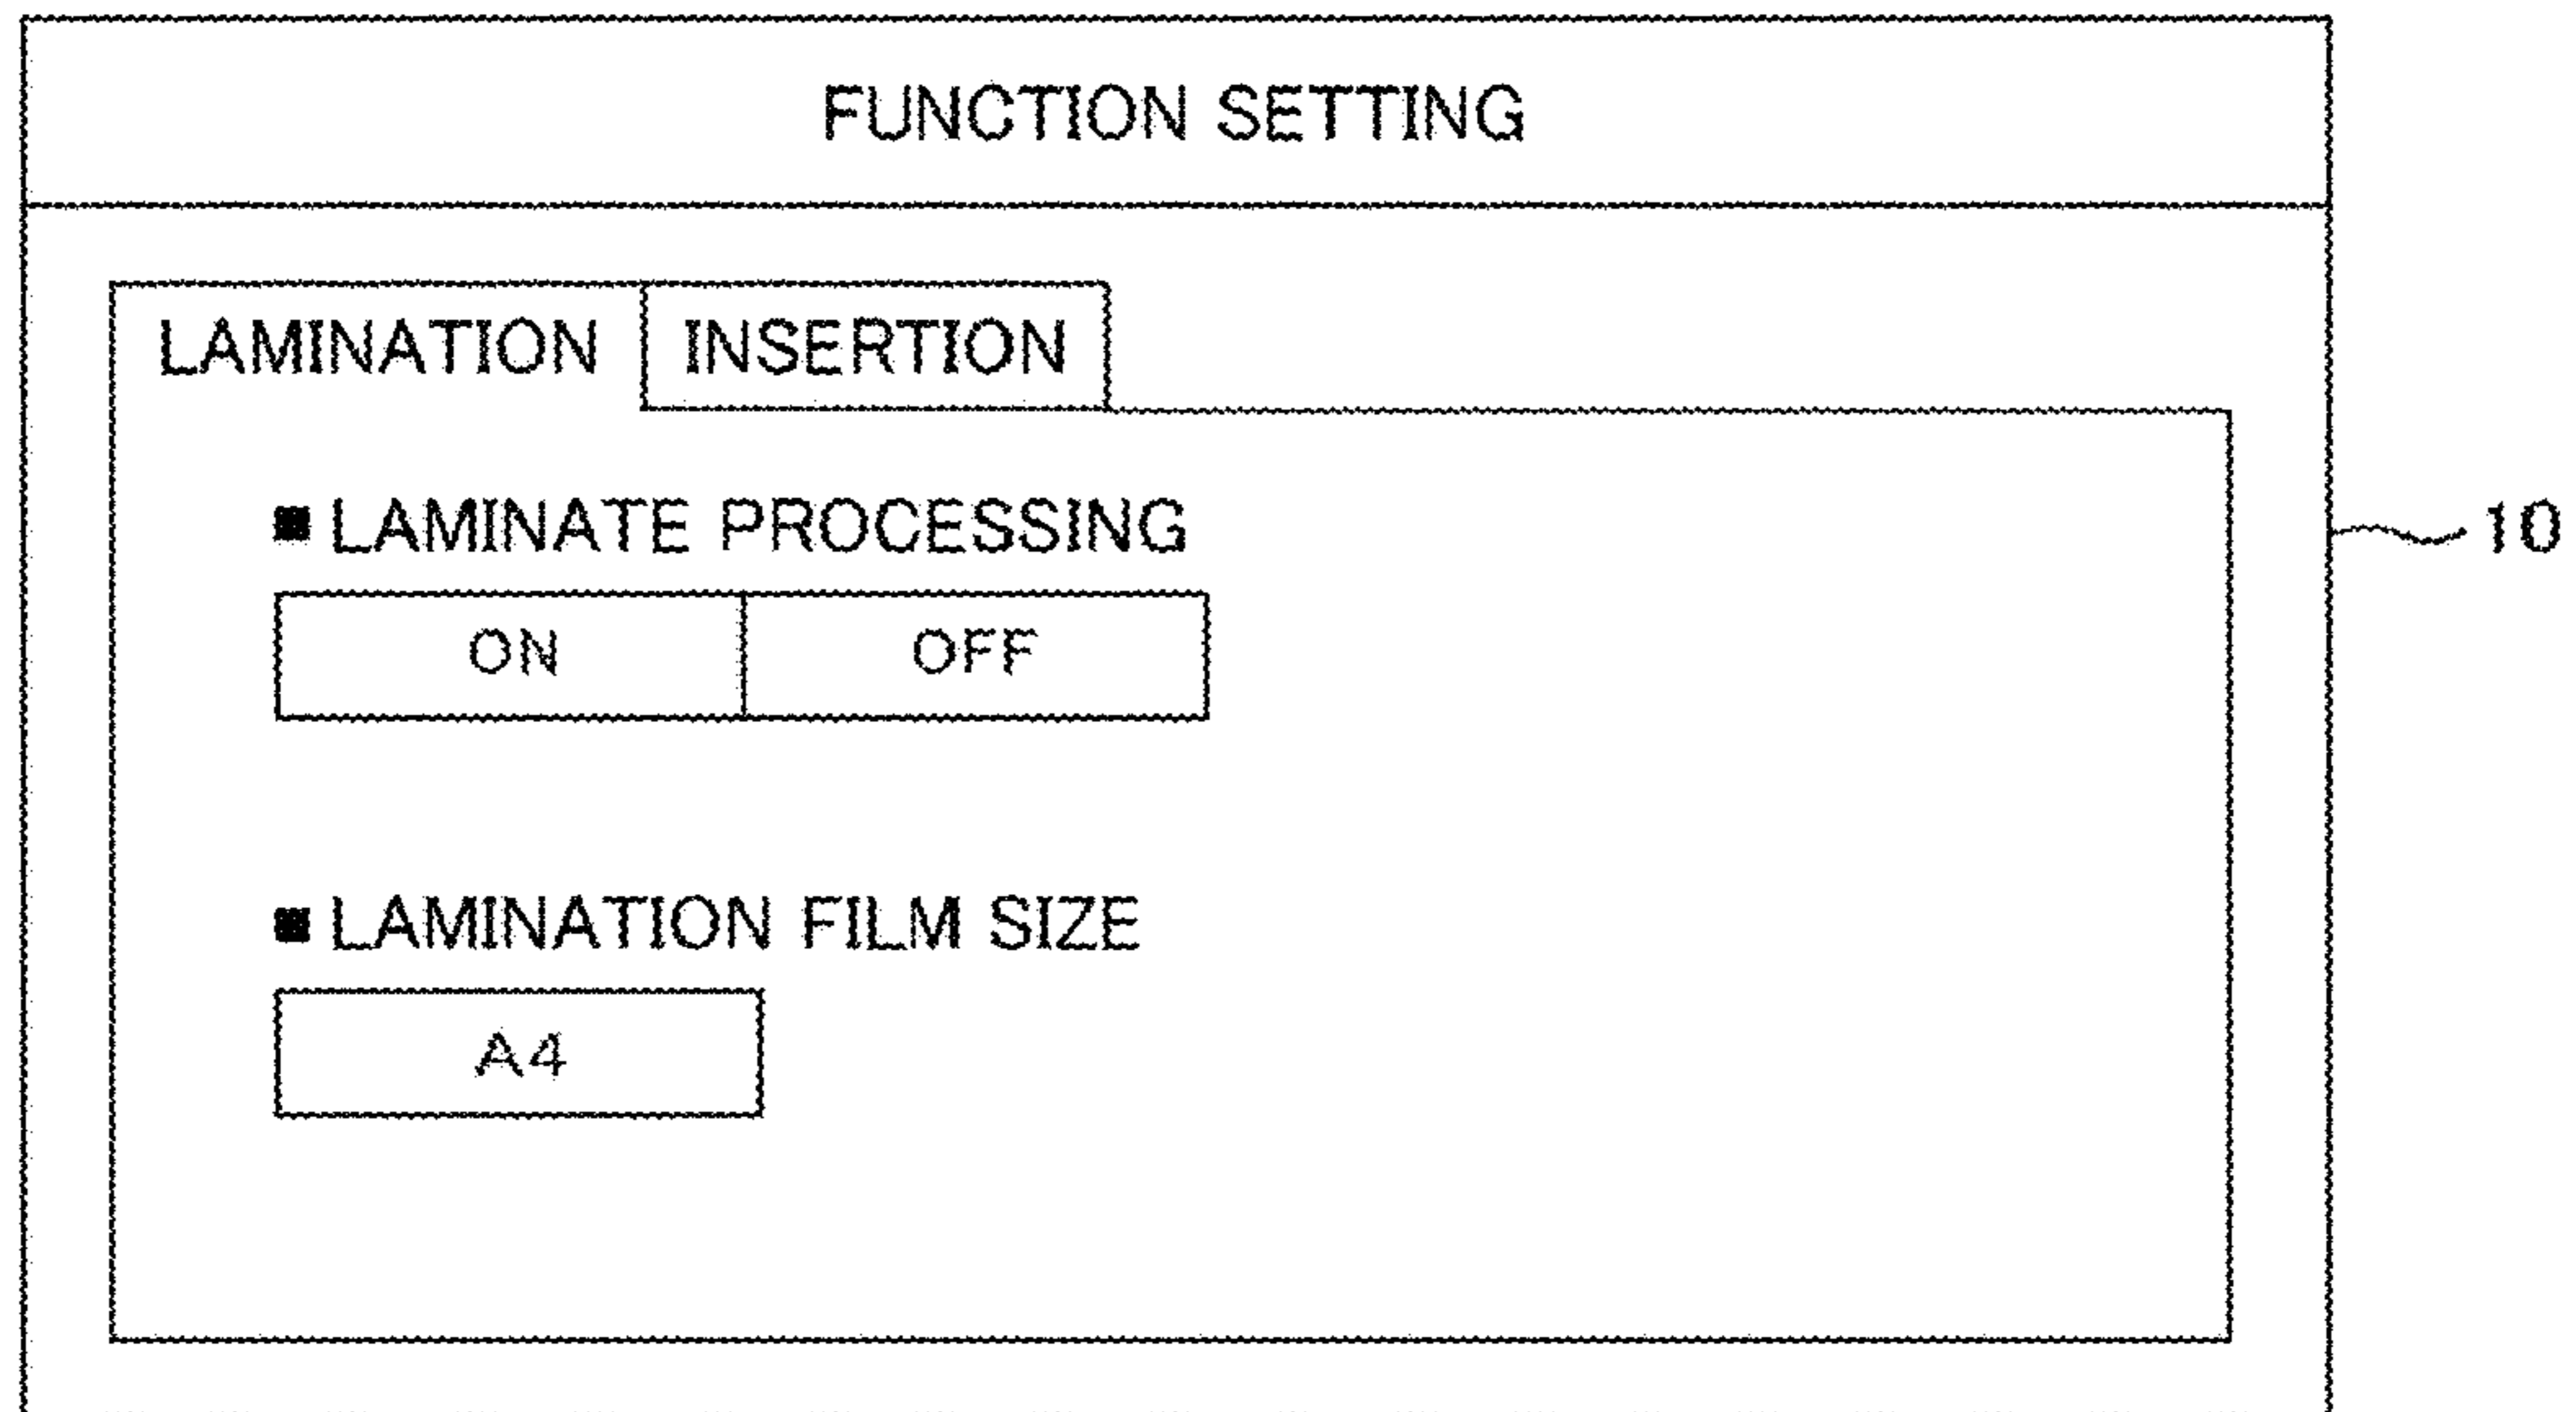 FUNCTION SETTING
LAMINATION INSERTION
■ LAMINATE PROCESSING
10
ON OFF
■ LAMINATION FILM SIZE
A4